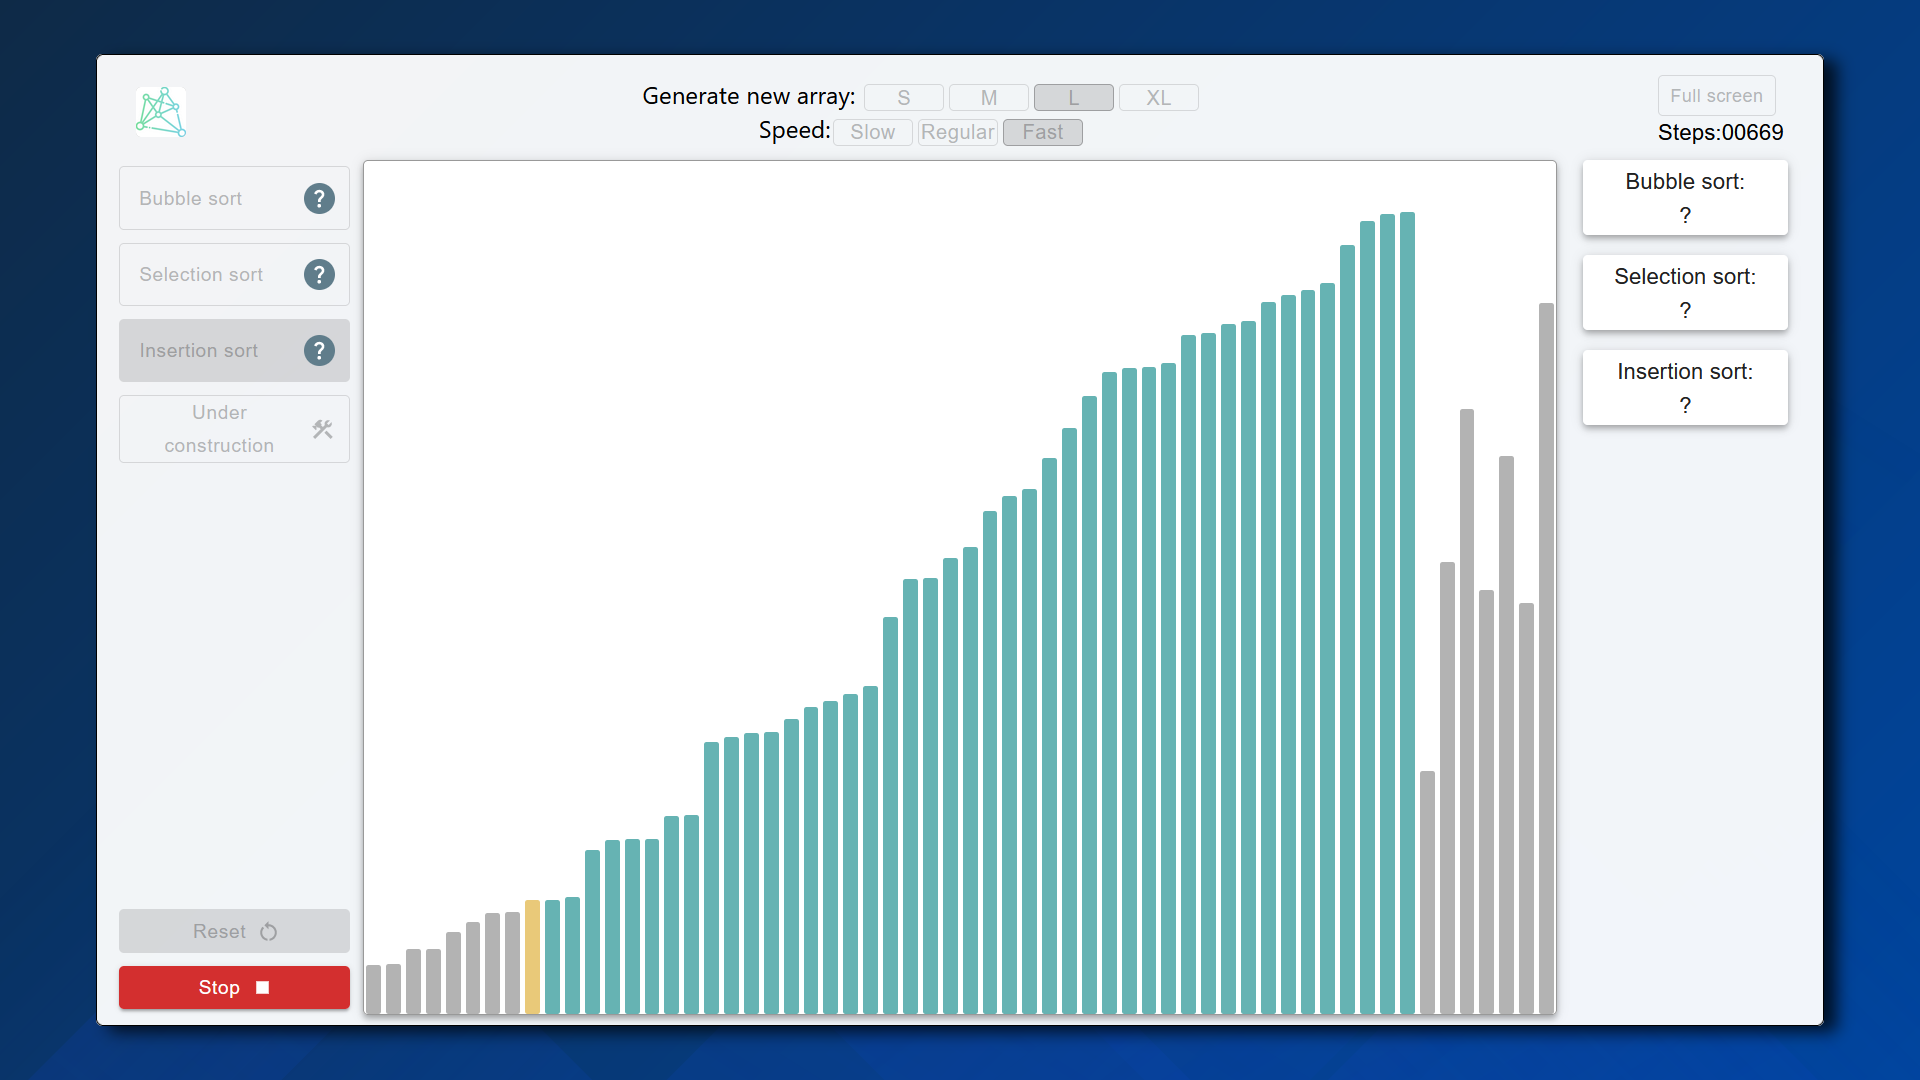 Generate new array: S M L XL
Speed: Slow Regular Fast
Full screen
Steps:00669
Bubble sort ?
Selection sort ?
Insertion sort ?
Under
construction
Reset
Stop
Bubble sort:
?
Selection sort:
?
Insertion sort:
?